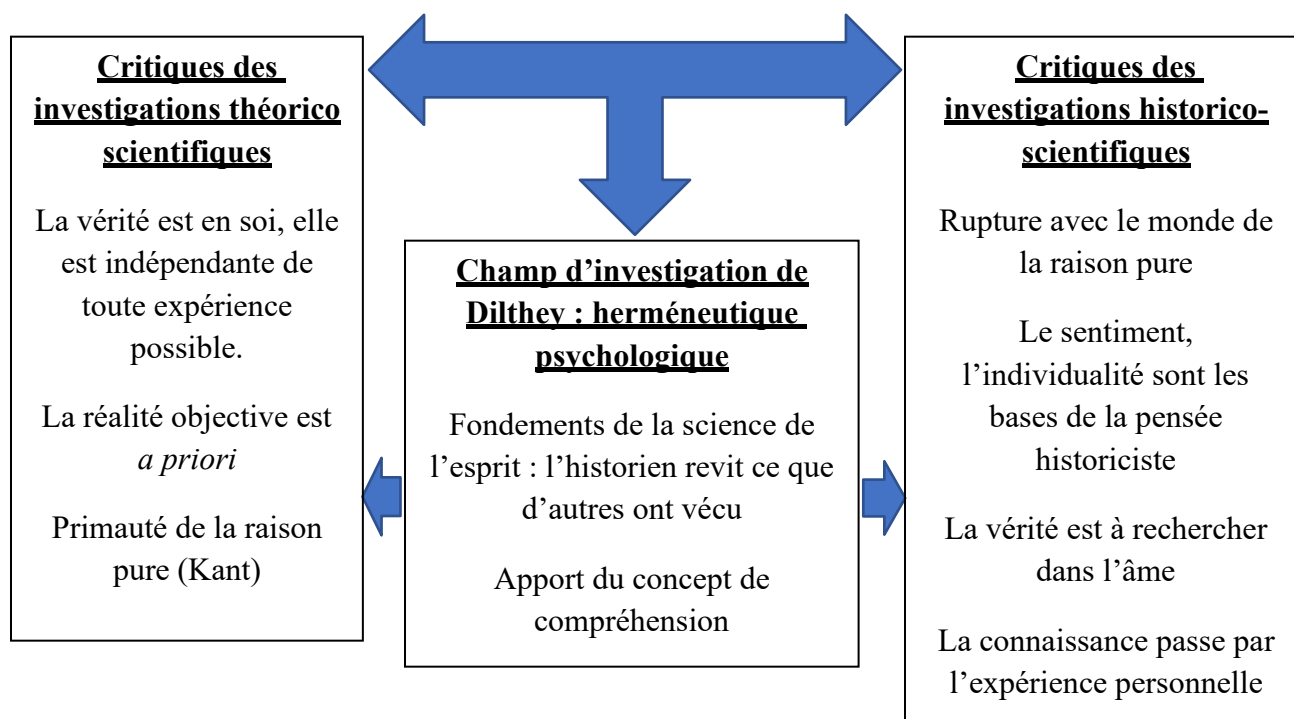 Critiques des
investigations théorico
scientifiques
La vérité est en soi, elle
est indépendante de
toute expérience
possible.
La réalité objective est
a priori
Primauté de la raison
pure (Kant)
Champ d’investigation de
Dilthey : herméneutique
psychologique
Fondements de la science de
l’esprit : l’historien revit ce que
d’autres ont vécu
Apport du concept de
compréhension
Critiques des
investigations historico-
scientifiques
Rupture avec le monde de
la raison pure
Le sentiment,
l’individualité sont les
bases de la pensée
historiciste
La vérité est à rechercher
dans l’âme
La connaissance passe par
l’expérience personnelle